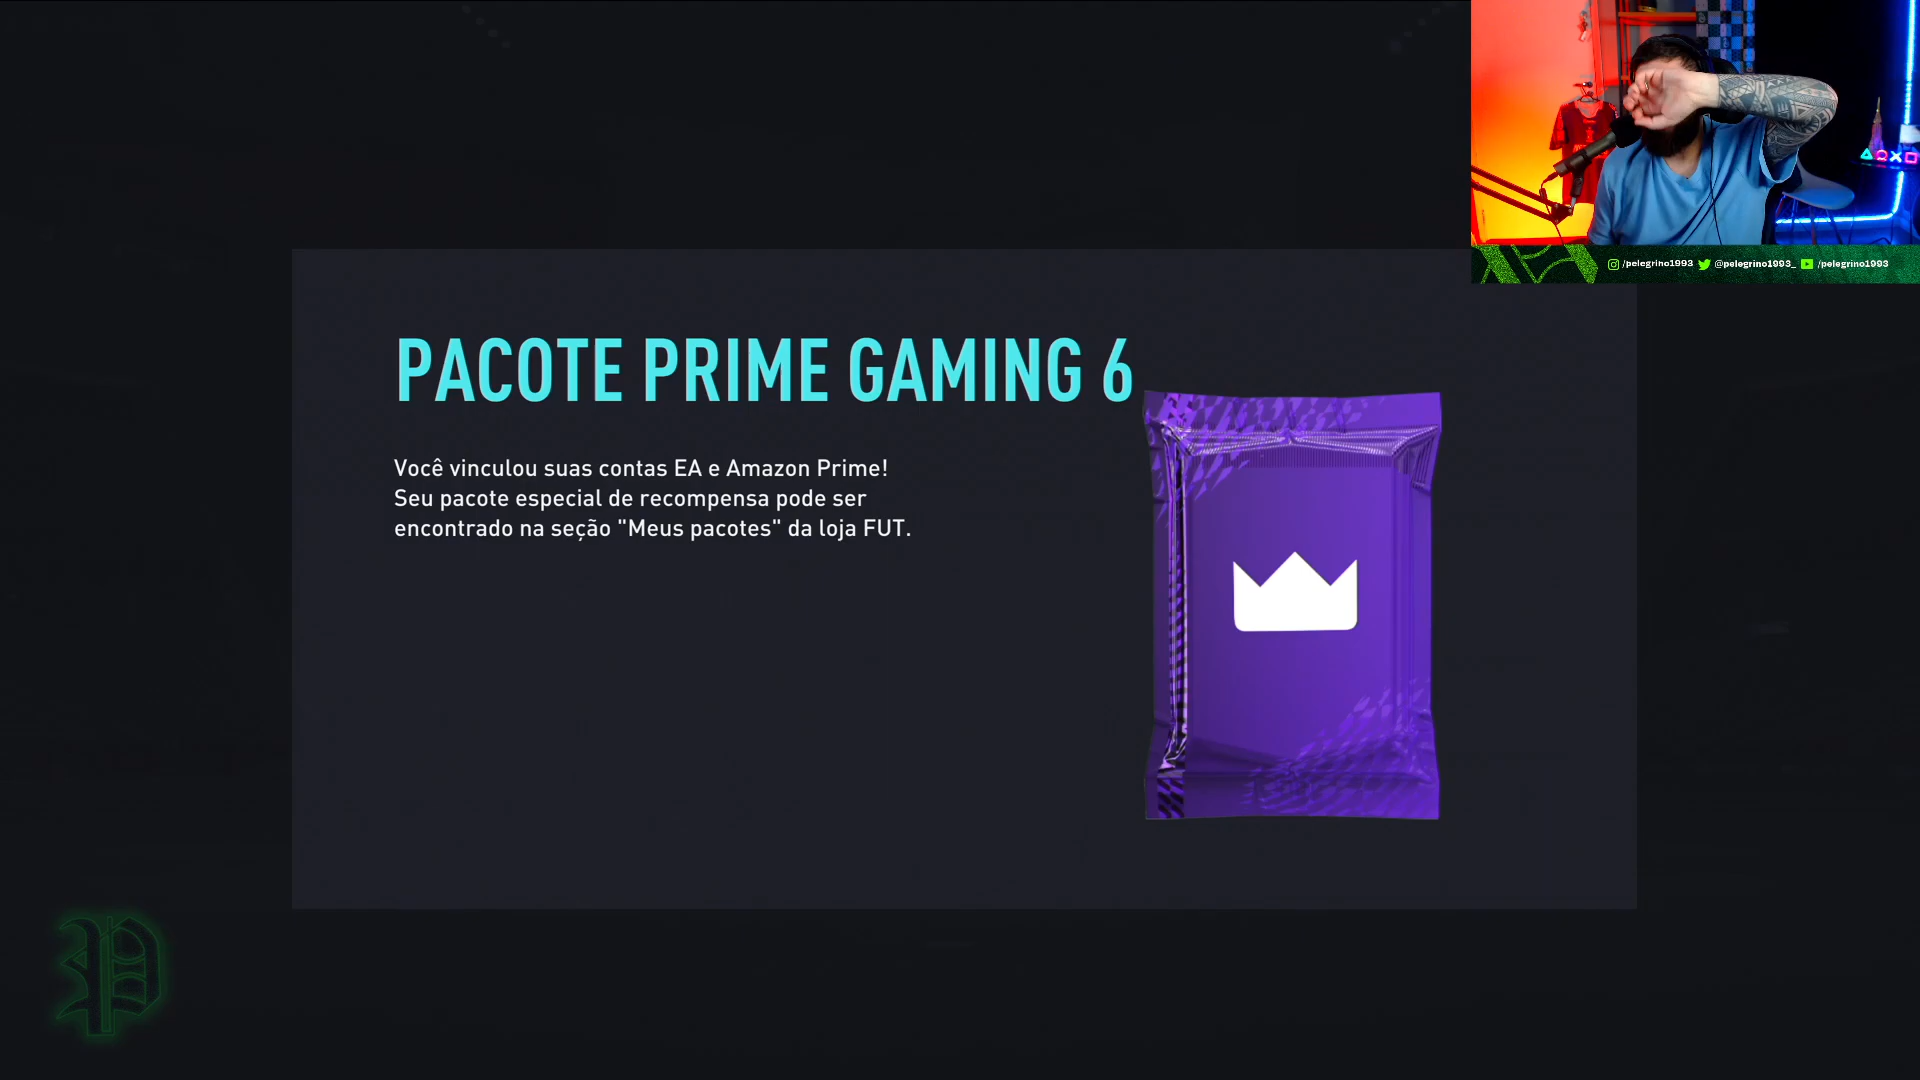 /pelegrino1993 @pelegrino1993_ /pelegrino1993
PACOTE PRIME GAMING 6
Você vinculou suas contas EA e Amazon Prime!
Seu pacote especial de recompensa pode ser
encontrado na seção "Meus pacotes" da loja FUT.
P